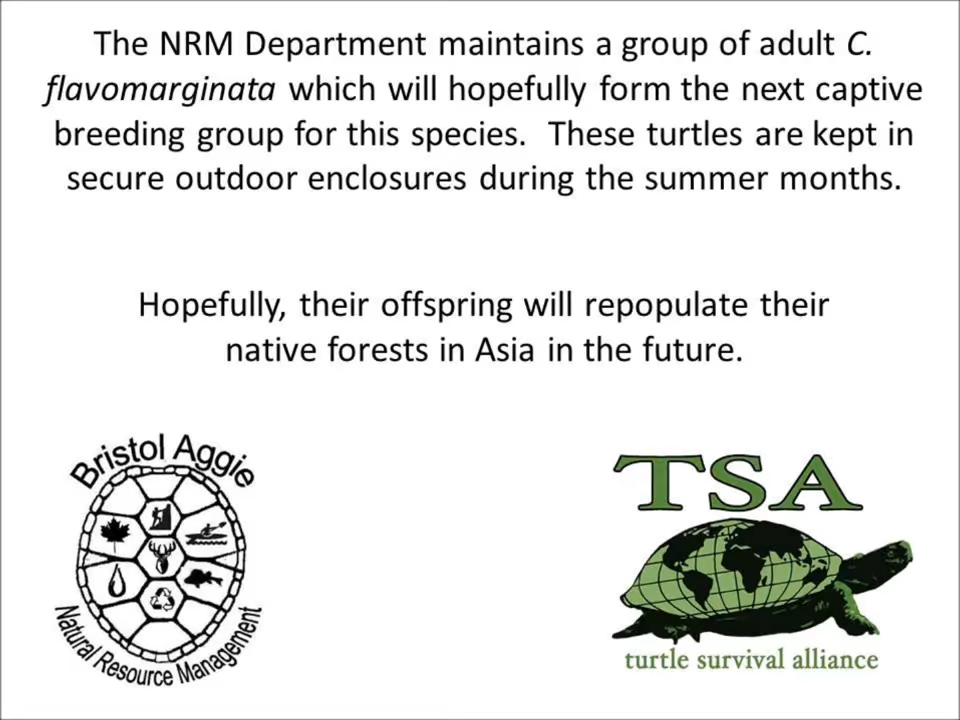 The NRM Department maintains a group of adult C.
flavomarginata which will hopefully form the next captive
breeding group for this species.  These turtles are kept in
secure outdoor enclosures during the summer months.
Hopefully, their offspring will repopulate their
native forests in Asia in the future.
Bristol Aggie
Natural Resource Management
TSA
turtle survival alliance